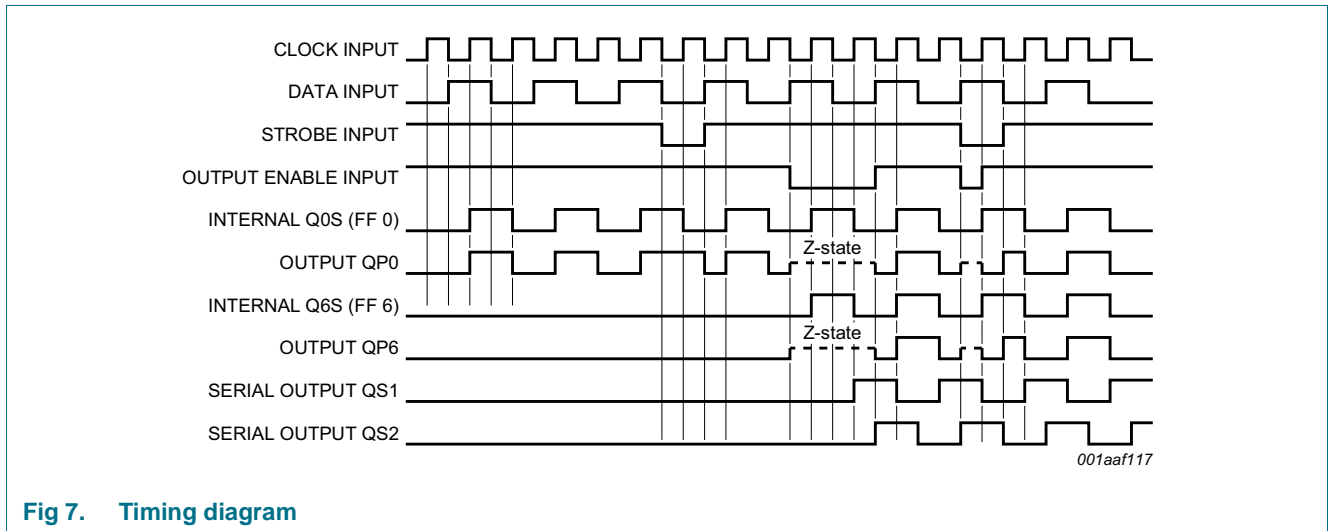 CLOCK INPUT
DATA INPUT
STROBE INPUT
OUTPUT ENABLE INPUT
INTERNAL Q0S (FF 0)
Z-state
OUTPUT QP0
INTERNAL Q6S (FF 6)
Z-state
OUTPUT QP6
SERIAL OUTPUT QS1
SERIAL OUTPUT QS2
001aaf117
Fig 7. Timing diagram